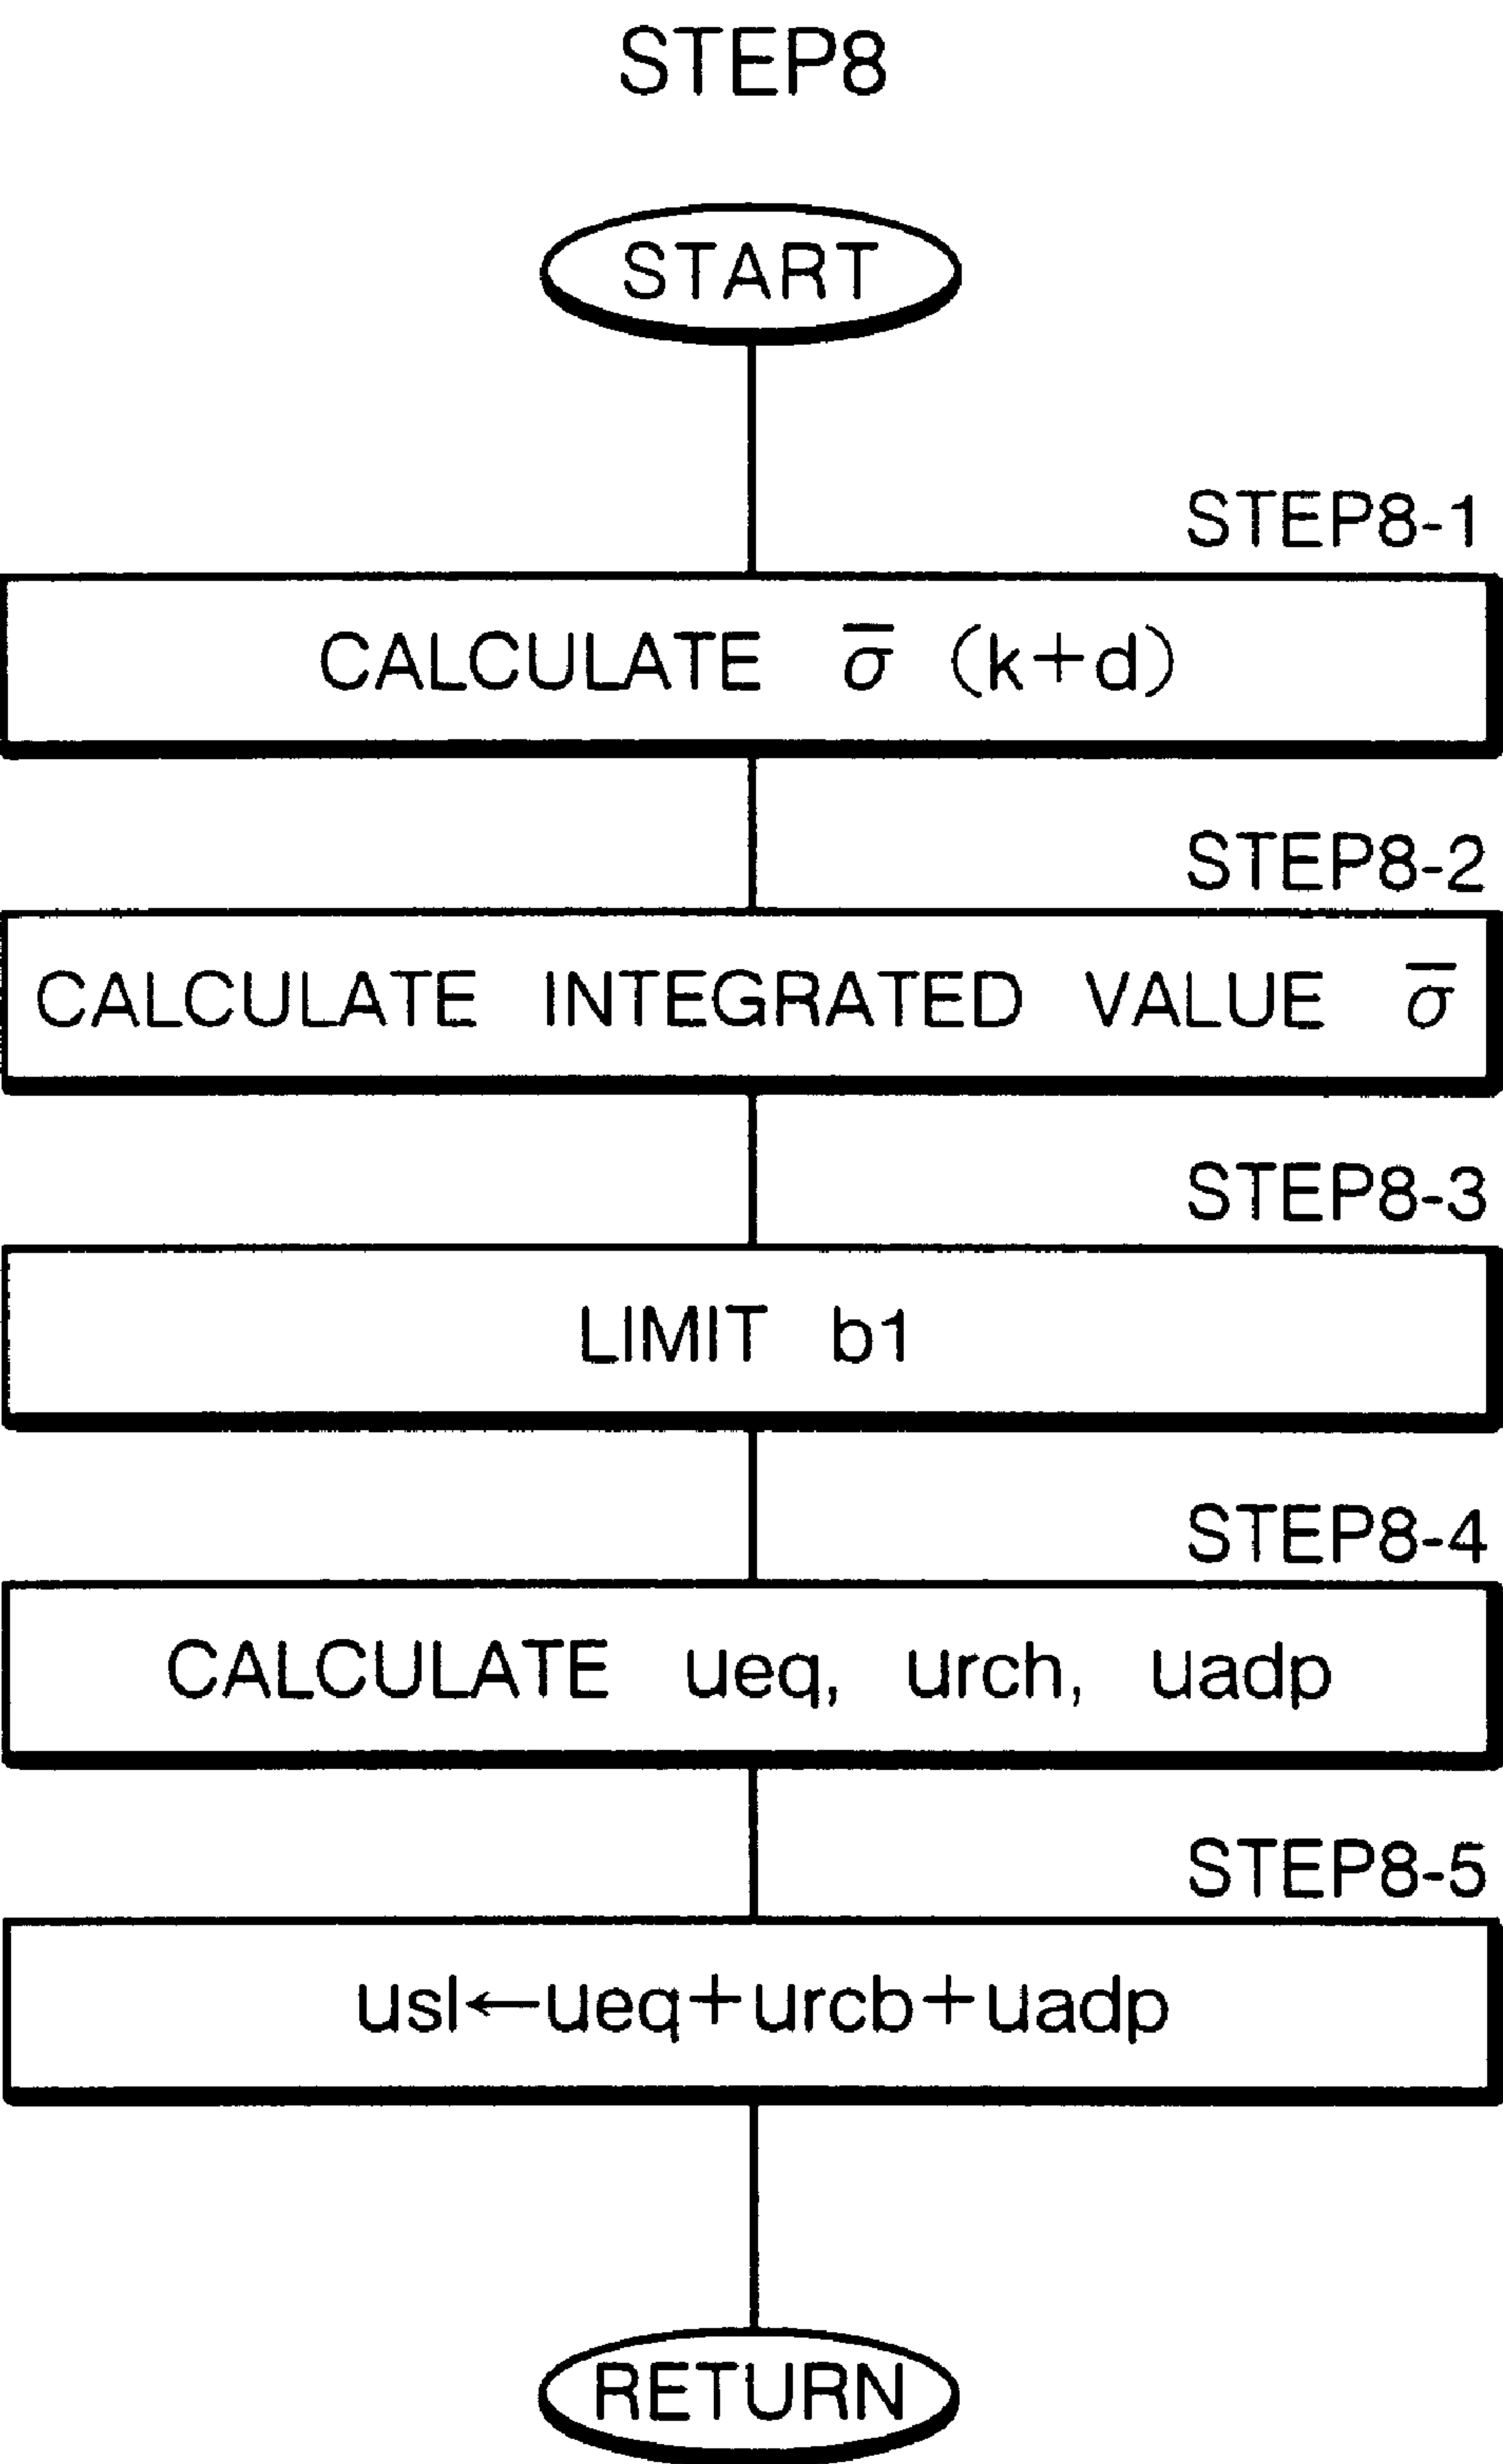 STEP8
START
STEP8-1
CALCULATE σ̅ (k+d)
STEP8-2
CALCULATE INTEGRATED VALUE σ̅
STEP8-3
LIMIT b1
STEP8-4
CALCULATE ueq, urch, uadp
STEP8-5
usl←ueq+urcb+uadp
RETURN